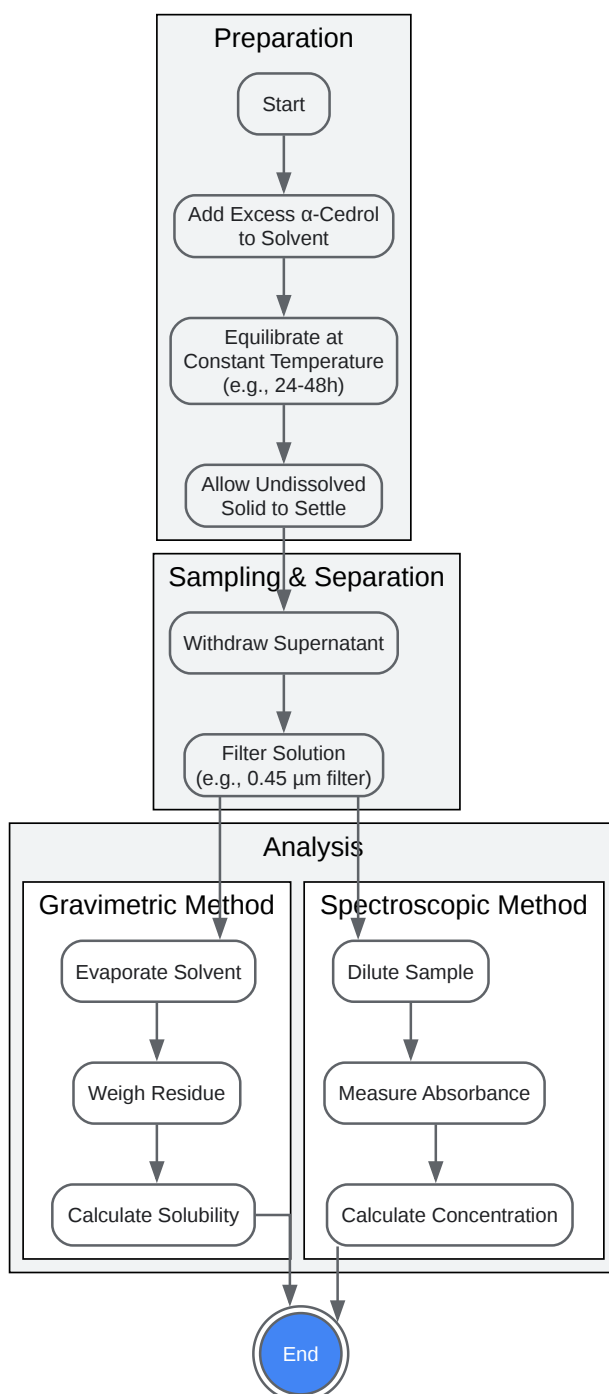 Preparation
Start
Add Excess α-Cedrol
to Solvent
Equilibrate at
Constant Temperature
(e.g., 24-48h)
Allow Undissolved
Solid to Settle
Sampling & Separation
Withdraw Supernatant
Filter Solution
(e.g., 0.45 µm filter)
Analysis
Gravimetric Method
Evaporate Solvent
Weigh Residue
Calculate Solubility
Spectroscopic Method
Dilute Sample
Measure Absorbance
Calculate Concentration
End